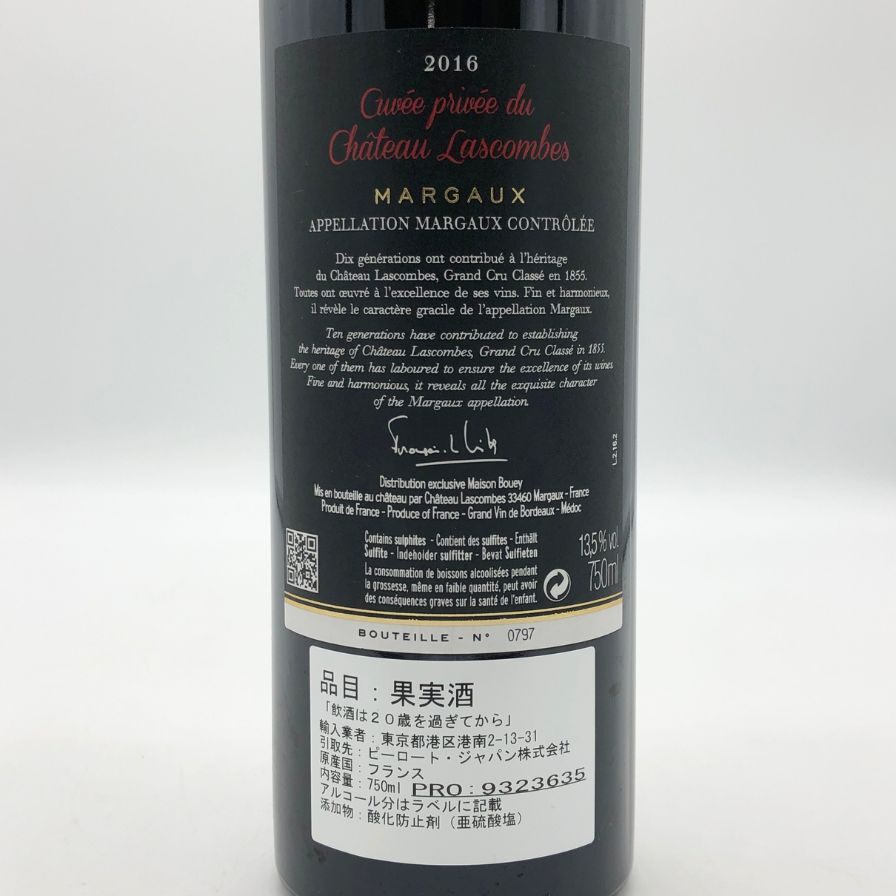 2016
Cuvée privée du
Château Lascombes
MARGAUX
APPELLATION MARGAUX CONTRÔLÉE
Dix générations ont contribué à l'héritage
du Château Lascombes, Grand Cru Classé en 1855.
Toutes ont œuvré à l'excellence de ses vins. Fin et harmonieux,
il révèle le caractère gracile de l'appellation Margaux.
Ten generations have contributed to establishing
the heritage of Château Lascombes, Grand Cru Classé in 1855.
Every one of them has laboured to ensure the excellence of its wines.
Fine and harmonious, it reveals all the exquisite character
of the Margaux appellation.
L.2.16.2
Distribution exclusive Maison Bouey
Mis en bouteille au château par Château Lascombes 33460 Margaux - France
Produit de France - Produce of France - Grand Vin de Bordeaux - Médoc
Contains sulphites - Contient des sulfites - Enthält
Sulfite - Indeholder sulfitter - Bevat Sulfieten
La consommation de boissons alcoolisées pendant
la grossesse, même en faible quantité, peut avoir
des conséquences graves sur la santé de l'enfant.
13,5% vol.
750ml
BOUTEILLE - N° 0797
品目：果実酒
「飲酒は２０歳を過ぎてから」
輸入業者：東京都港区港南2-13-31
引取先：ピーロート・ジャパン株式会社
原産国：フランス
内容量：750ml PRO：9323635
アルコール分はラベルに記載
添加物：酸化防止剤（亜硫酸塩）